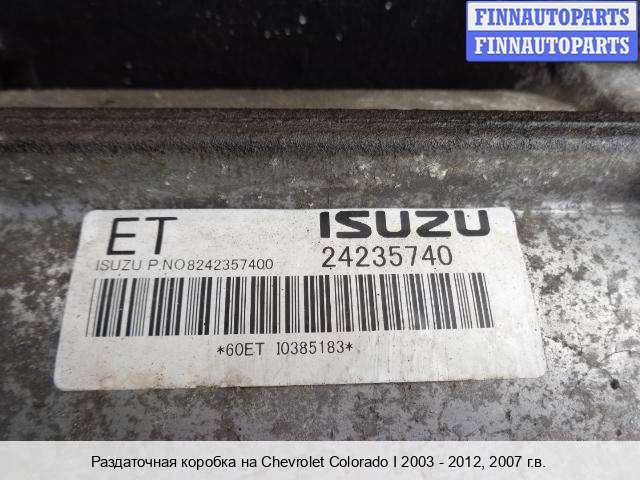 FINNAUTOPARTS
FINNAUTOPARTS
ET
ISUZU
ISUZU P.NO8242357400
24235740
*60ET I0385183*
Раздаточная коробка на Chevrolet Colorado I 2003 - 2012, 2007 г.в.